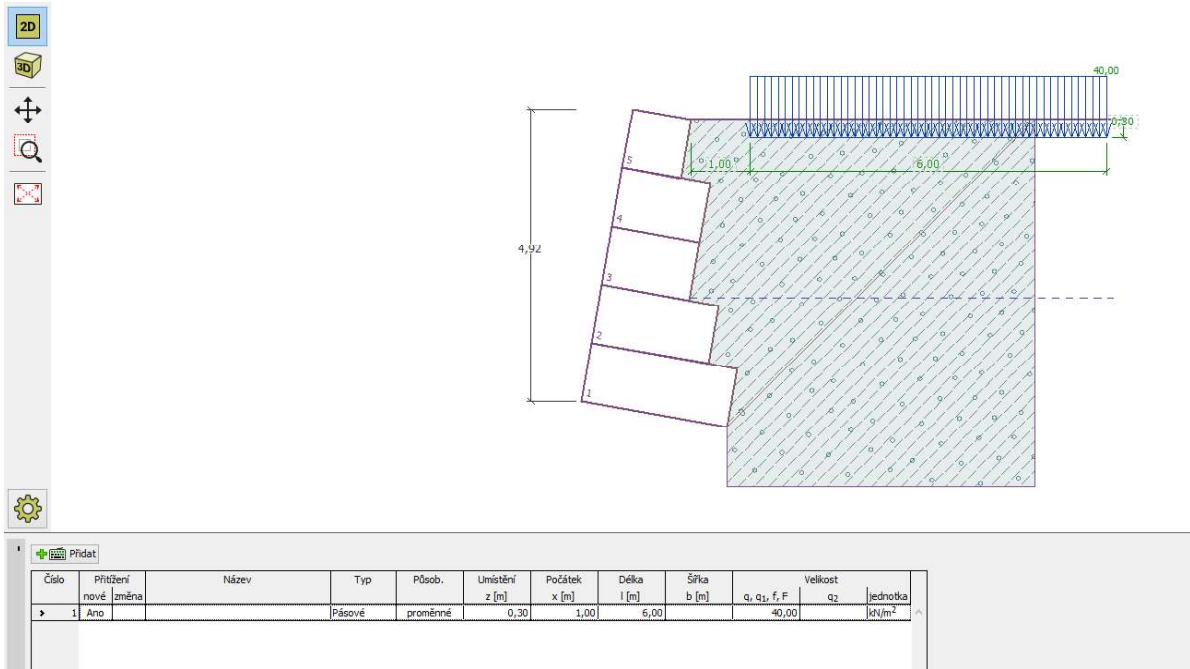 2D
3D
40,00
0,30
1,00
6,00
5
4
4,92
3
2
1
Přidat
Číslo Přitížení Název Typ Působ. Umístění Počátek Délka Šířka Velikost
nové změna z [m] x [m] l [m] b [m] q, q1, f, F q2 jednotka
1 Ano Pásové proměnné 0,30 1,00 6,00 40,00 kN/m²